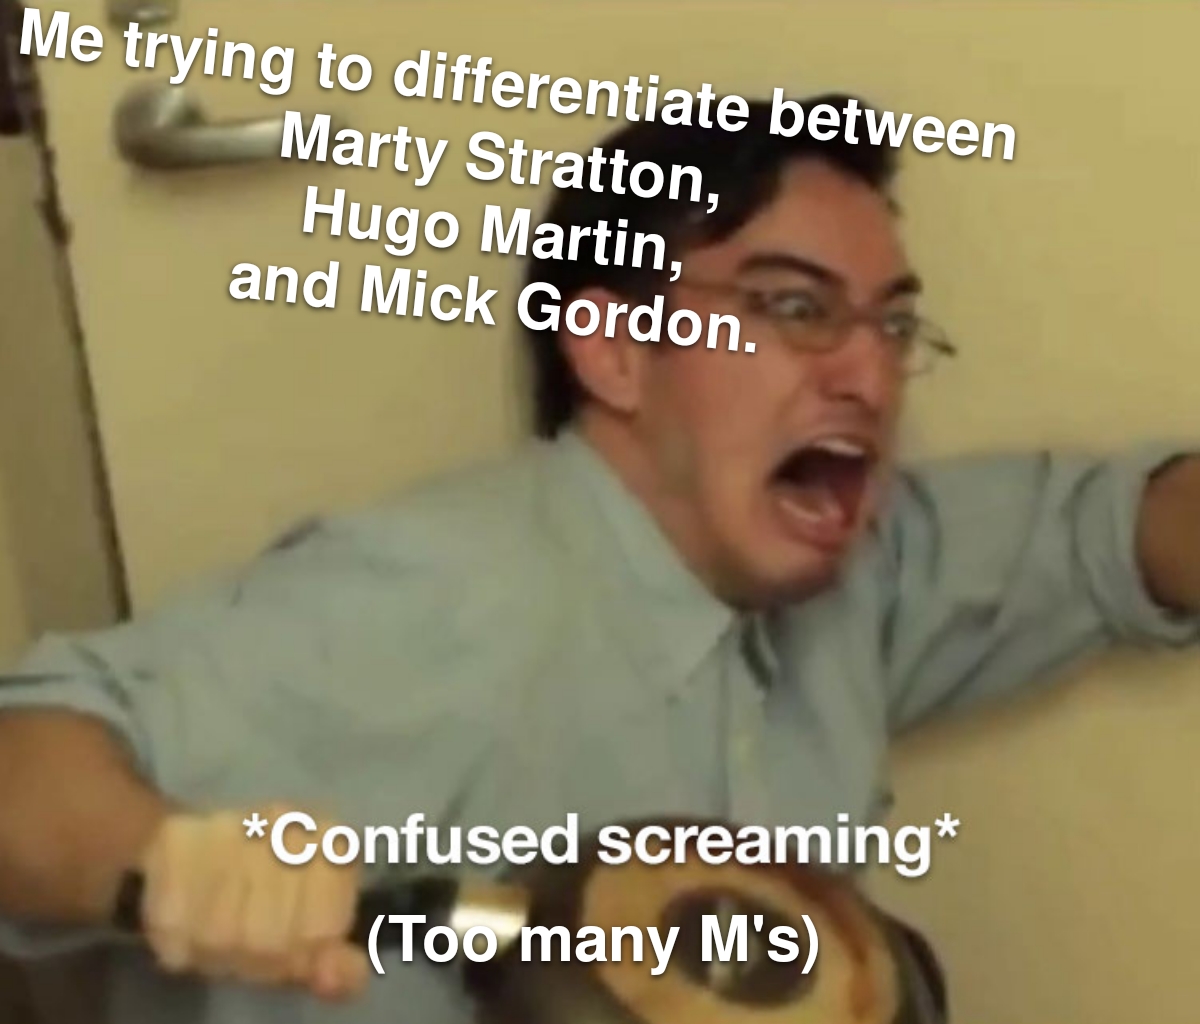 Me trying to differentiate between
Marty Stratton,
Hugo Martin,
and Mick Gordon.
*Confused screaming*
(Too many M's)